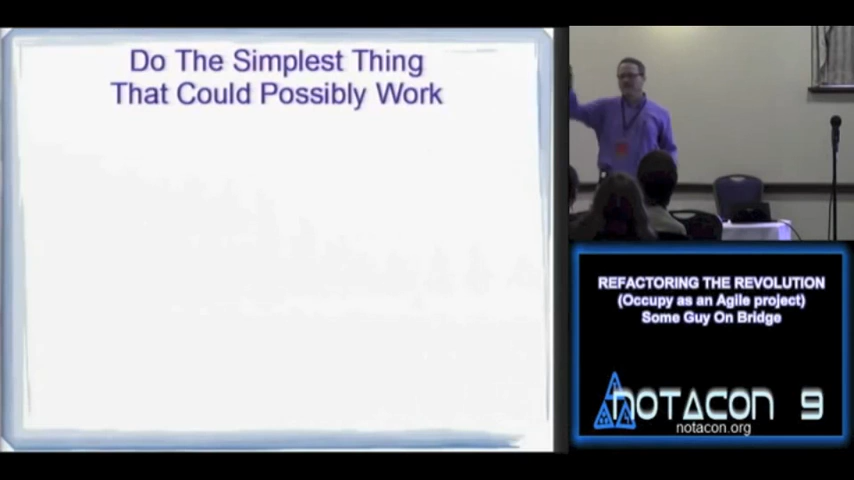 Do The Simplest Thing
That Could Possibly Work
REFACTORING THE REVOLUTION
(Occupy as an Agile project)
Some Guy On Bridge
NOTACON 9
notacon.org